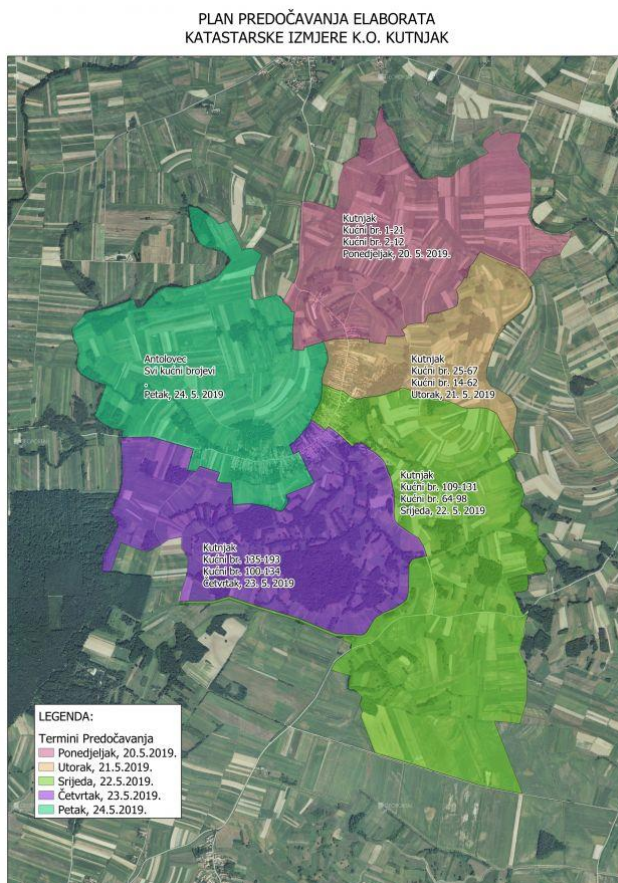 PLAN PREDOČAVANJA ELABORATA
KATASTARSKE IZMJERE K.O. KUTNJAK
Kutnjak
Kućni br. 1-21
Kućni br. 2-12
Ponedjeljak, 20. 5. 2019.
Kutnjak
Kućni br. 25-67
Kućni br. 14-62
Utorak, 21. 5. 2019
Antolovec
Svi kućni brojevi
.
Petak, 24. 5. 2019
Kutnjak
Kućni br. 109-131
Kućni br. 64-98
Srijeda, 22. 5. 2019
Kutnjak
Kućni br. 135-193
Kućni br. 100-134
Četvrtak, 23. 5. 2019
LEGENDA:
Termini Predočavanja
Ponedjeljak, 20.5.2019.
Utorak, 21.5.2019.
Srijeda, 22.5.2019.
Četvrtak, 23.5.2019.
Petak, 24.5.2019.